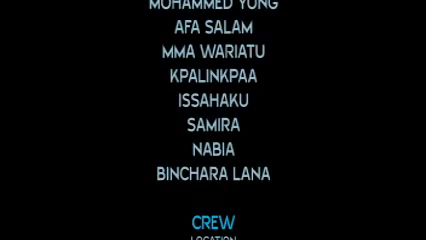 MOHAMMED YONG
AFA SALAM
MMA WARIATU
KPALINKPAA
ISSAHAKU
SAMIRA
NABIA
BINCHARA LANA
CREW
LOCATION